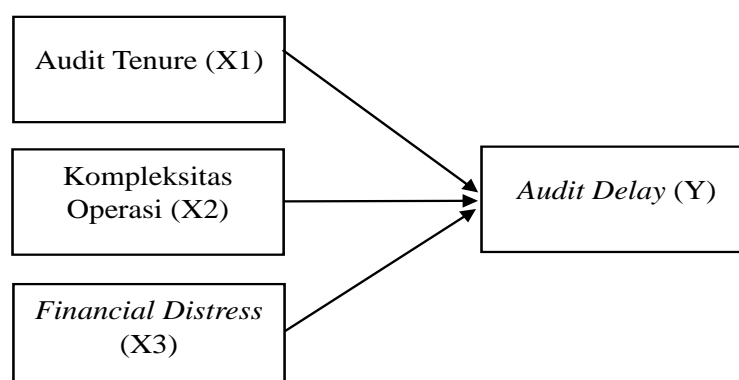 Audit Tenure (X1)
Kompleksitas
Operasi (X2)
Audit Delay (Y)
Financial Distress
(X3)